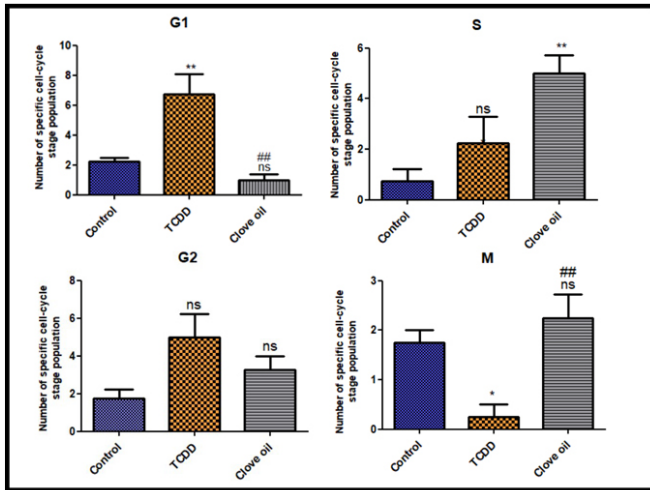 G1
Number of specific cell-cycle
stage population
10
8
6
4
2
0
**
##
ns
Control
TCDD
Clove oil
S
Number of specific cell-cycle
stage population
6
4
2
0
ns
**
Control
TCDD
Clove oil
G2
Number of specific cell-cycle
stage population
8
6
4
2
0
ns
ns
Control
TCDD
Clove oil
M
Number of specific cell-cycle
stage population
3
2
1
0
*
##
ns
Control
TCDD
Clove oil